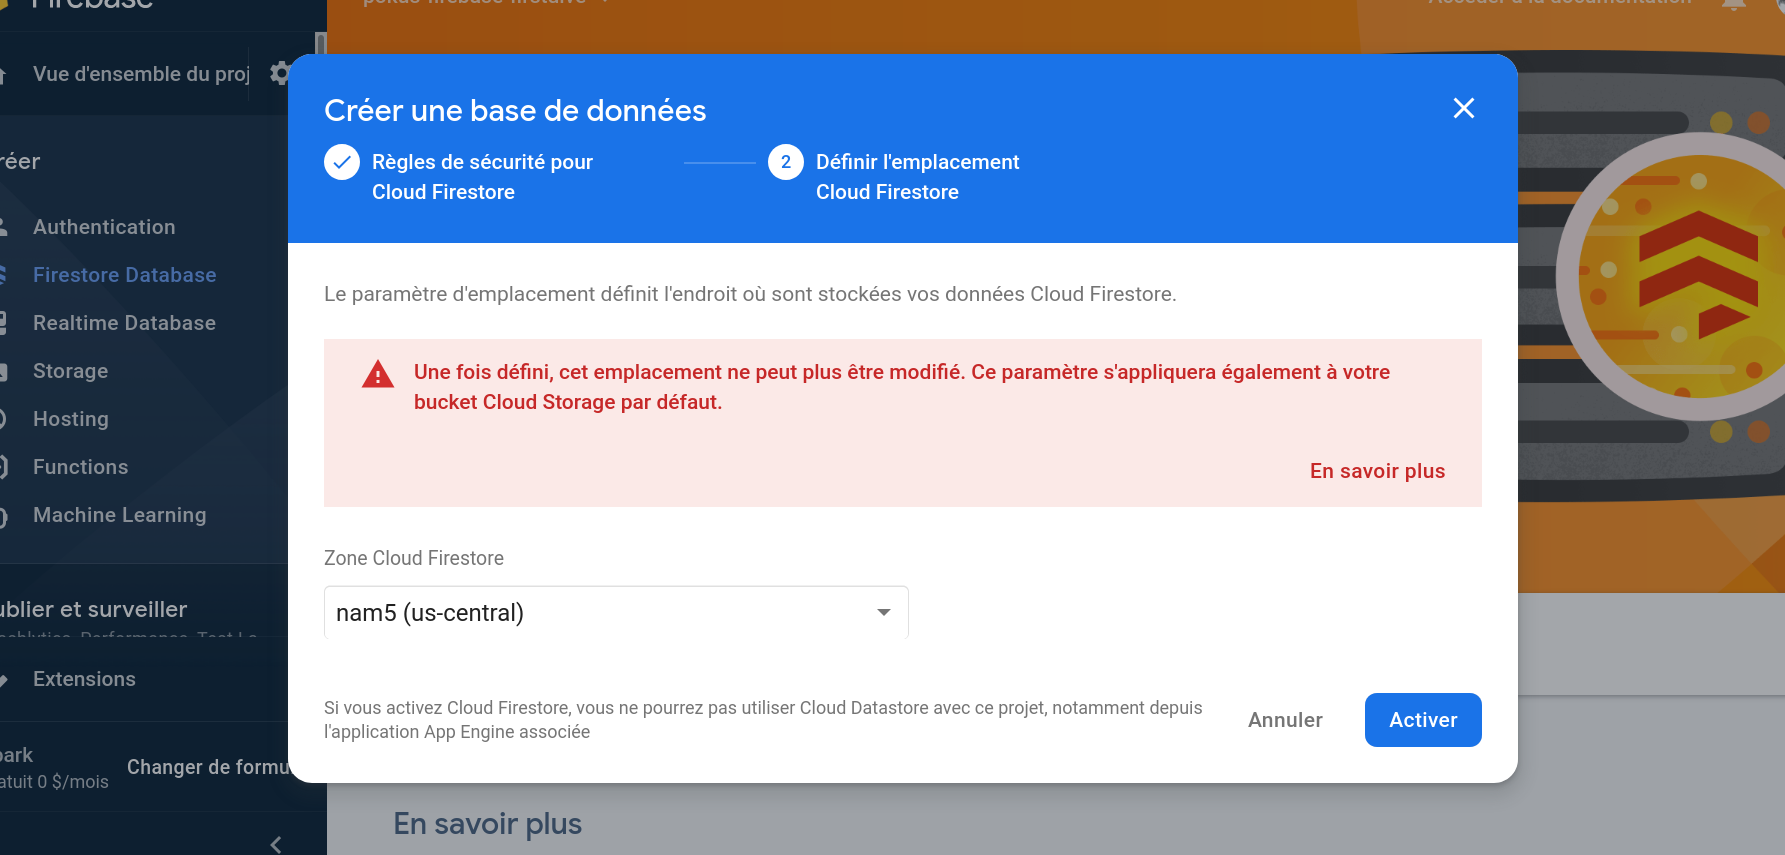 Firebase
Vue d'ensemble du proj
Créer une base de données
Règles de sécurité pour
Cloud Firestore
2
Définir l'emplacement
Cloud Firestore
réer
Authentication
Firestore Database
Realtime Database
Storage
Hosting
Functions
Machine Learning
ublier et surveiller
Extensions
park
atuit 0 $/mois
Changer de formu
Le paramètre d'emplacement définit l'endroit où sont stockées vos données Cloud Firestore.
Une fois défini, cet emplacement ne peut plus être modifié. Ce paramètre s'appliquera également à votre
bucket Cloud Storage par défaut.
En savoir plus
Zone Cloud Firestore
nam5 (us-central)
Si vous activez Cloud Firestore, vous ne pourrez pas utiliser Cloud Datastore avec ce projet, notamment depuis
l'application App Engine associée
Annuler
Activer
En savoir plus